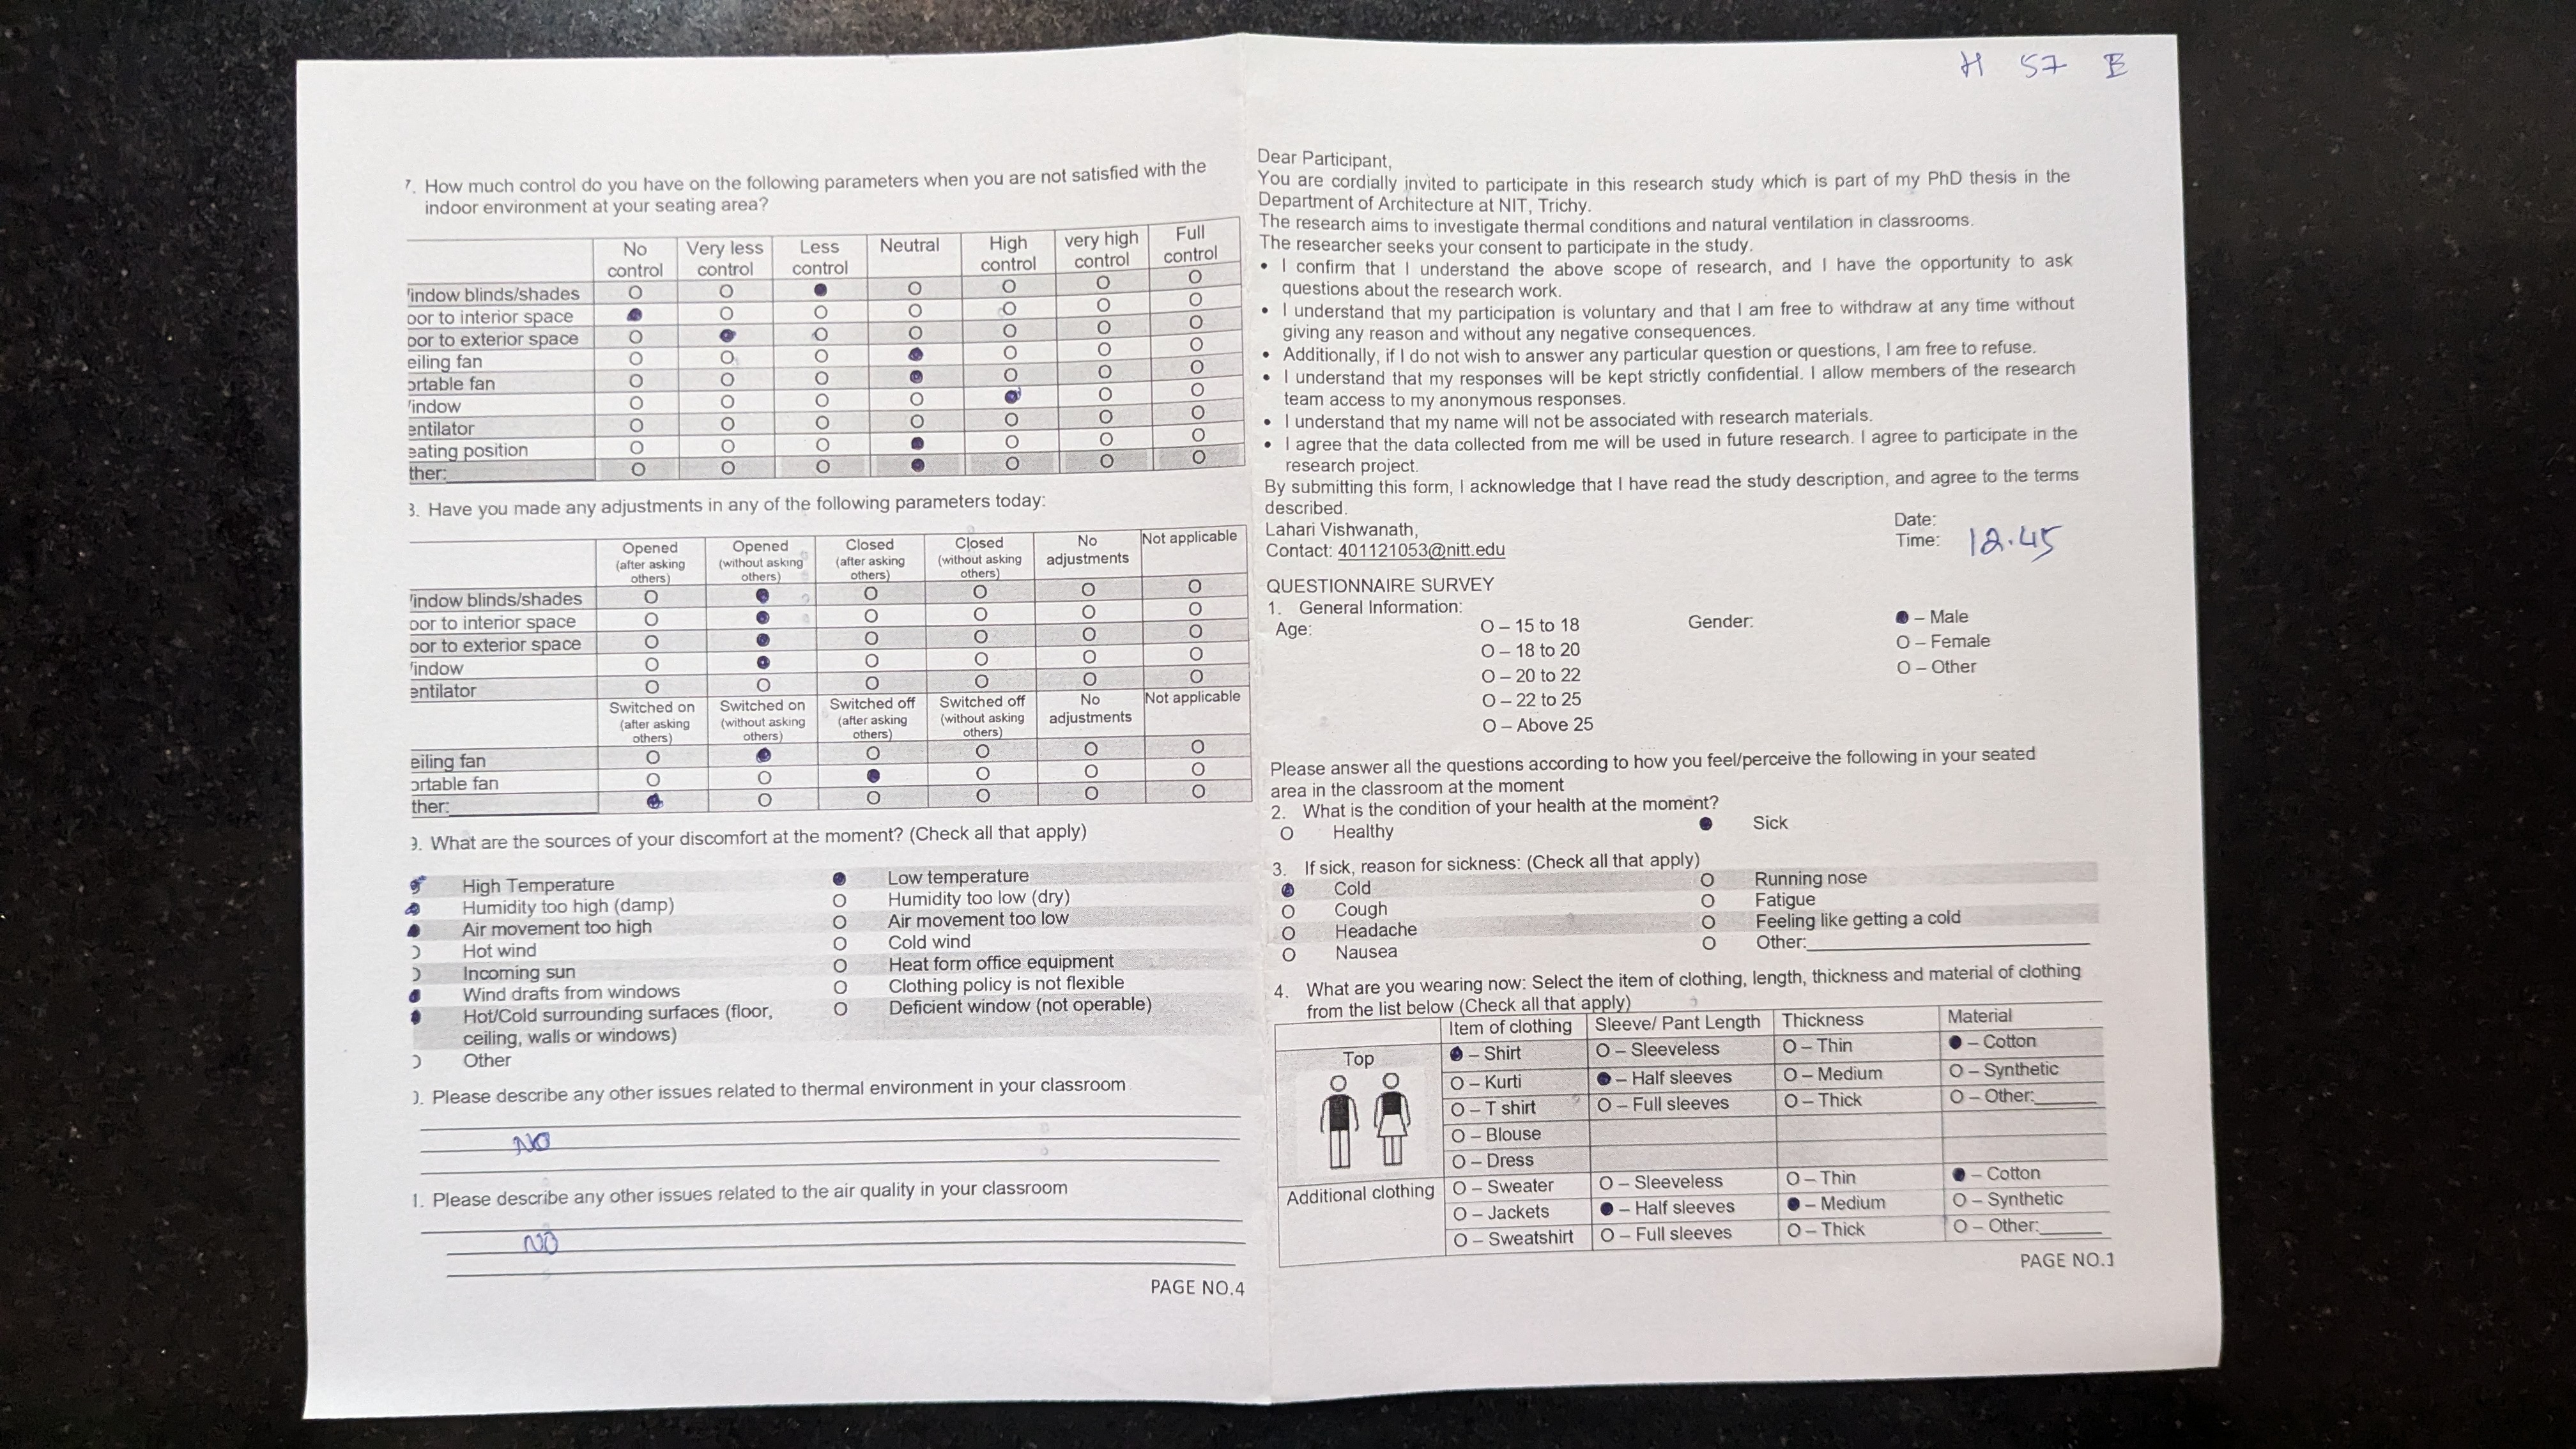 7. How much control do you have on the following parameters when you are not satisfied with the
indoor environment at your seating area?
No control Very less control Less control Neutral High control very high control Full control
indow blinds/shades O O ● O O O O
oor to interior space ● O O O O O O
oor to exterior space O ● O O O O O
eiling fan O O O ● O O O
ortable fan O O O ● O O O
indow O O O O ● O O
entilator O O O O O O O
eating position O O O ● O O O
ther: O O O ● O O O
3. Have you made any adjustments in any of the following parameters today:
Opened (after asking others) Opened (without asking others) Closed (after asking others) Closed (without asking others) No adjustments Not applicable
indow blinds/shades O ● O O O O
oor to interior space O ● O O O O
oor to exterior space O ● O O O O
indow O ● O O O O
entilator O O O O O O
Switched on (after asking others) Switched on (without asking others) Switched off (after asking others) Switched off (without asking others) No adjustments Not applicable
eiling fan O ● O O O O
ortable fan O O ● O O O
ther: ● O O O O O
9. What are the sources of your discomfort at the moment? (Check all that apply)
● High Temperature ● Low temperature
● Humidity too high (damp) O Humidity too low (dry)
● Air movement too high O Air movement too low
O Hot wind O Cold wind
O Incoming sun O Heat form office equipment
● Wind drafts from windows O Clothing policy is not flexible
● Hot/Cold surrounding surfaces (floor, O Deficient window (not operable)
ceiling, walls or windows)
O Other
). Please describe any other issues related to thermal environment in your classroom
NO
1. Please describe any other issues related to the air quality in your classroom
NO
PAGE NO.4
H 57 E
Dear Participant,
You are cordially invited to participate in this research study which is part of my PhD thesis in the
Department of Architecture at NIT, Trichy.
The research aims to investigate thermal conditions and natural ventilation in classrooms.
The researcher seeks your consent to participate in the study.
• I confirm that I understand the above scope of research, and I have the opportunity to ask
questions about the research work.
• I understand that my participation is voluntary and that I am free to withdraw at any time without
giving any reason and without any negative consequences.
• Additionally, if I do not wish to answer any particular question or questions, I am free to refuse.
• I understand that my responses will be kept strictly confidential. I allow members of the research
team access to my anonymous responses.
• I understand that my name will not be associated with research materials.
• I agree that the data collected from me will be used in future research. I agree to participate in the
research project.
By submitting this form, I acknowledge that I have read the study description, and agree to the terms
described.
Lahari Vishwanath, Date:
Contact: 401121053@nitt.edu Time: 12.45
QUESTIONNAIRE SURVEY
1. General Information:
Age: O – 15 to 18 Gender: ● – Male
O – 18 to 20 O – Female
O – 20 to 22 O – Other
O – 22 to 25
O – Above 25
Please answer all the questions according to how you feel/perceive the following in your seated
area in the classroom at the moment
2. What is the condition of your health at the moment?
O Healthy ● Sick
3. If sick, reason for sickness: (Check all that apply)
● Cold O Running nose
O Cough O Fatigue
O Headache O Feeling like getting a cold
O Nausea O Other:
4. What are you wearing now: Select the item of clothing, length, thickness and material of clothing
from the list below (Check all that apply)
Item of clothing Sleeve/ Pant Length Thickness Material
Top ● – Shirt O – Sleeveless O – Thin ● – Cotton
O – Kurti ● – Half sleeves O – Medium O – Synthetic
O – T shirt O – Full sleeves O – Thick O – Other:
O – Blouse
O – Dress
Additional clothing O – Sweater O – Sleeveless O – Thin ● – Cotton
O – Jackets ● – Half sleeves ● – Medium O – Synthetic
O – Sweatshirt O – Full sleeves O – Thick O – Other:
PAGE NO.1